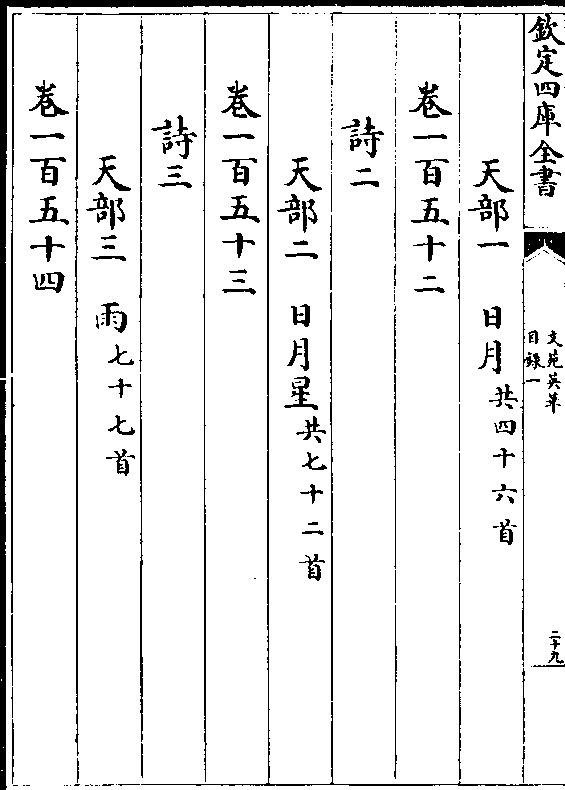 欽定四庫全書
文苑英華
目錄一
二十九
天部一 日月共四十六首
卷一百五十二
詩二
天部二 日月星共七十二首
卷一百五十三
詩三
天部三 雨七十七首
卷一百五十四